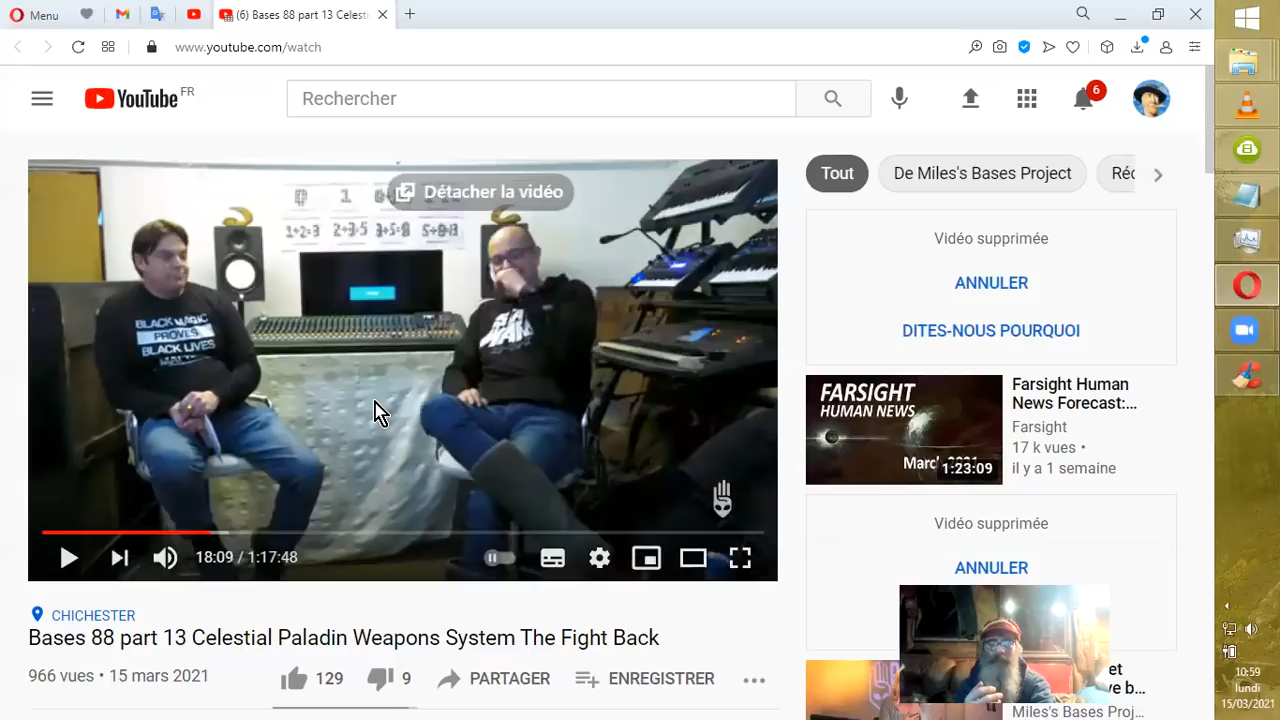 Menu
(6) Bases 88 part 13 Celest
www.youtube.com/watch
YouTube FR
Rechercher
6
Détacher la vidéo
0 1
1+2=3 2+3=5 3+5=8 5+8=13
BLACK MAGIC
PROVES
BLACK LIVES
18:09 / 1:17:48
CHICHESTER
Bases 88 part 13 Celestial Paladin Weapons System The Fight Back
966 vues • 15 mars 2021
129
9
PARTAGER
ENREGISTRER
Tout
De Miles's Bases Project
Réc
Vidéo supprimée
ANNULER
DITES-NOUS POURQUOI
FARSIGHT
HUMAN NEWS
1:23:09
Farsight Human
News Forecast:...
Farsight
17 k vues •
il y a 1 semaine
Vidéo supprimée
ANNULER
et
ve b...
Miles's Bases Proj...
10:59
lundi
15/03/2021